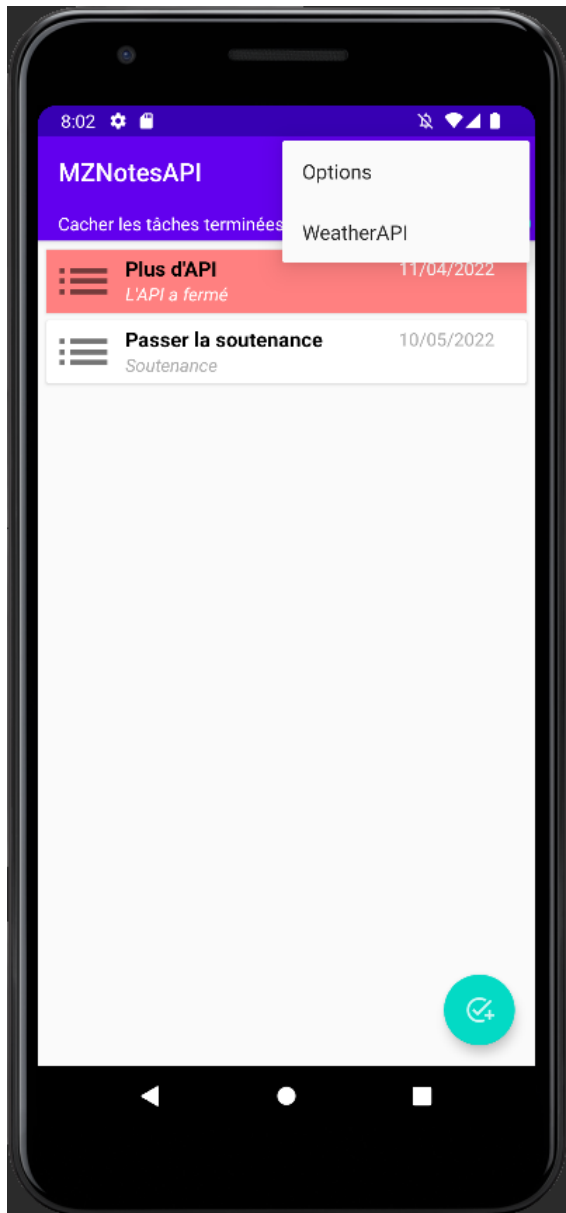 8:02
MZNotesAPI
Options
Cacher les tâches terminées
WeatherAPI
Plus d'API
11/04/2022
L'API a fermé
Passer la soutenance
10/05/2022
Soutenance